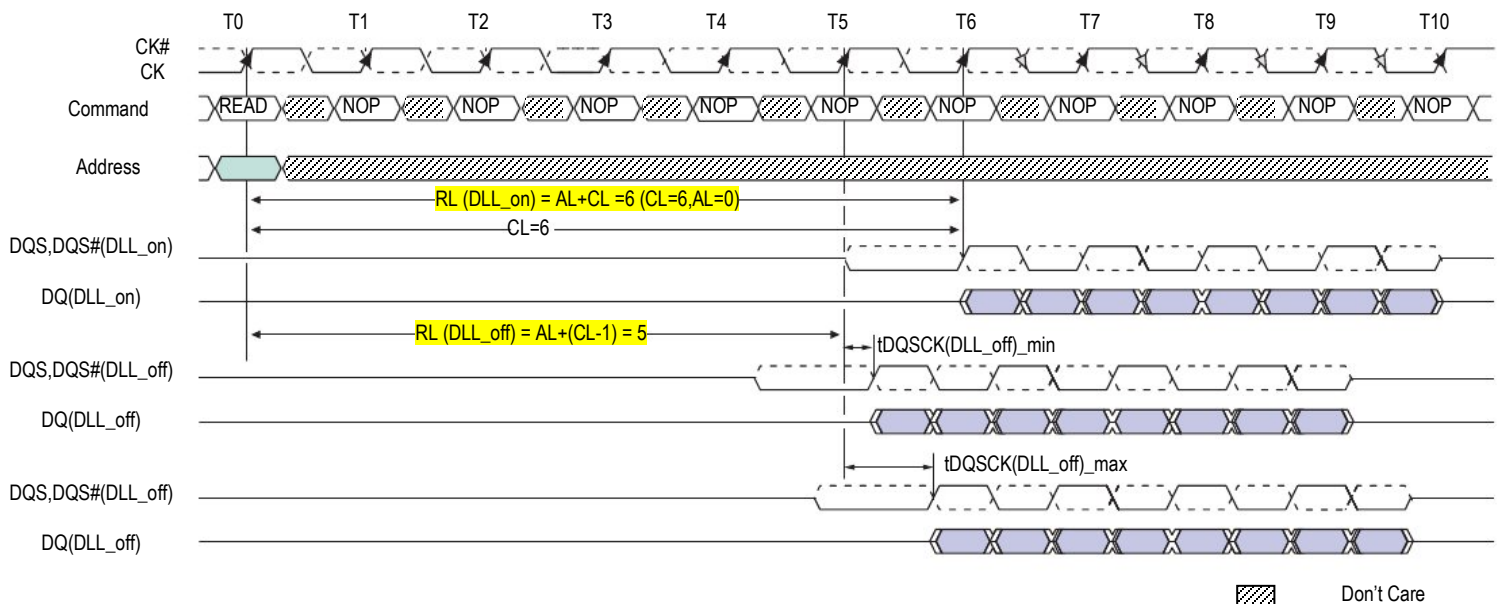 T0 T1 T2 T3 T4 T5 T6 T7 T8 T9 T10
CK#
CK
Command READ NOP NOP NOP NOP NOP NOP NOP NOP NOP NOP
Address
RL (DLL_on) = AL+CL =6 (CL=6,AL=0)
CL=6
DQS,DQS#(DLL_on)
DQ(DLL_on)
RL (DLL_off) = AL+(CL-1) = 5
tDQSCK(DLL_off)_min
DQS,DQS#(DLL_off)
DQ(DLL_off)
tDQSCK(DLL_off)_max
DQS,DQS#(DLL_off)
DQ(DLL_off)
Don't Care